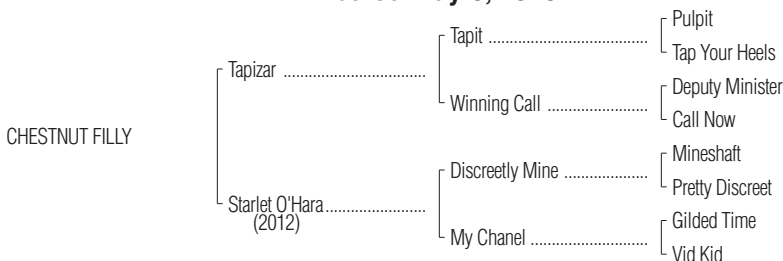 Pulpit
Tapit ..........................................
Tap Your Heels
Tapizar .....................................
Deputy Minister
Winning Call ..........................
Call Now
CHESTNUT FILLY
Mineshaft
Discreetly Mine .....................
Pretty Discreet
Starlet O'Hara..........................
(2012)
Gilded Time
My Chanel ..............................
Vid Kid